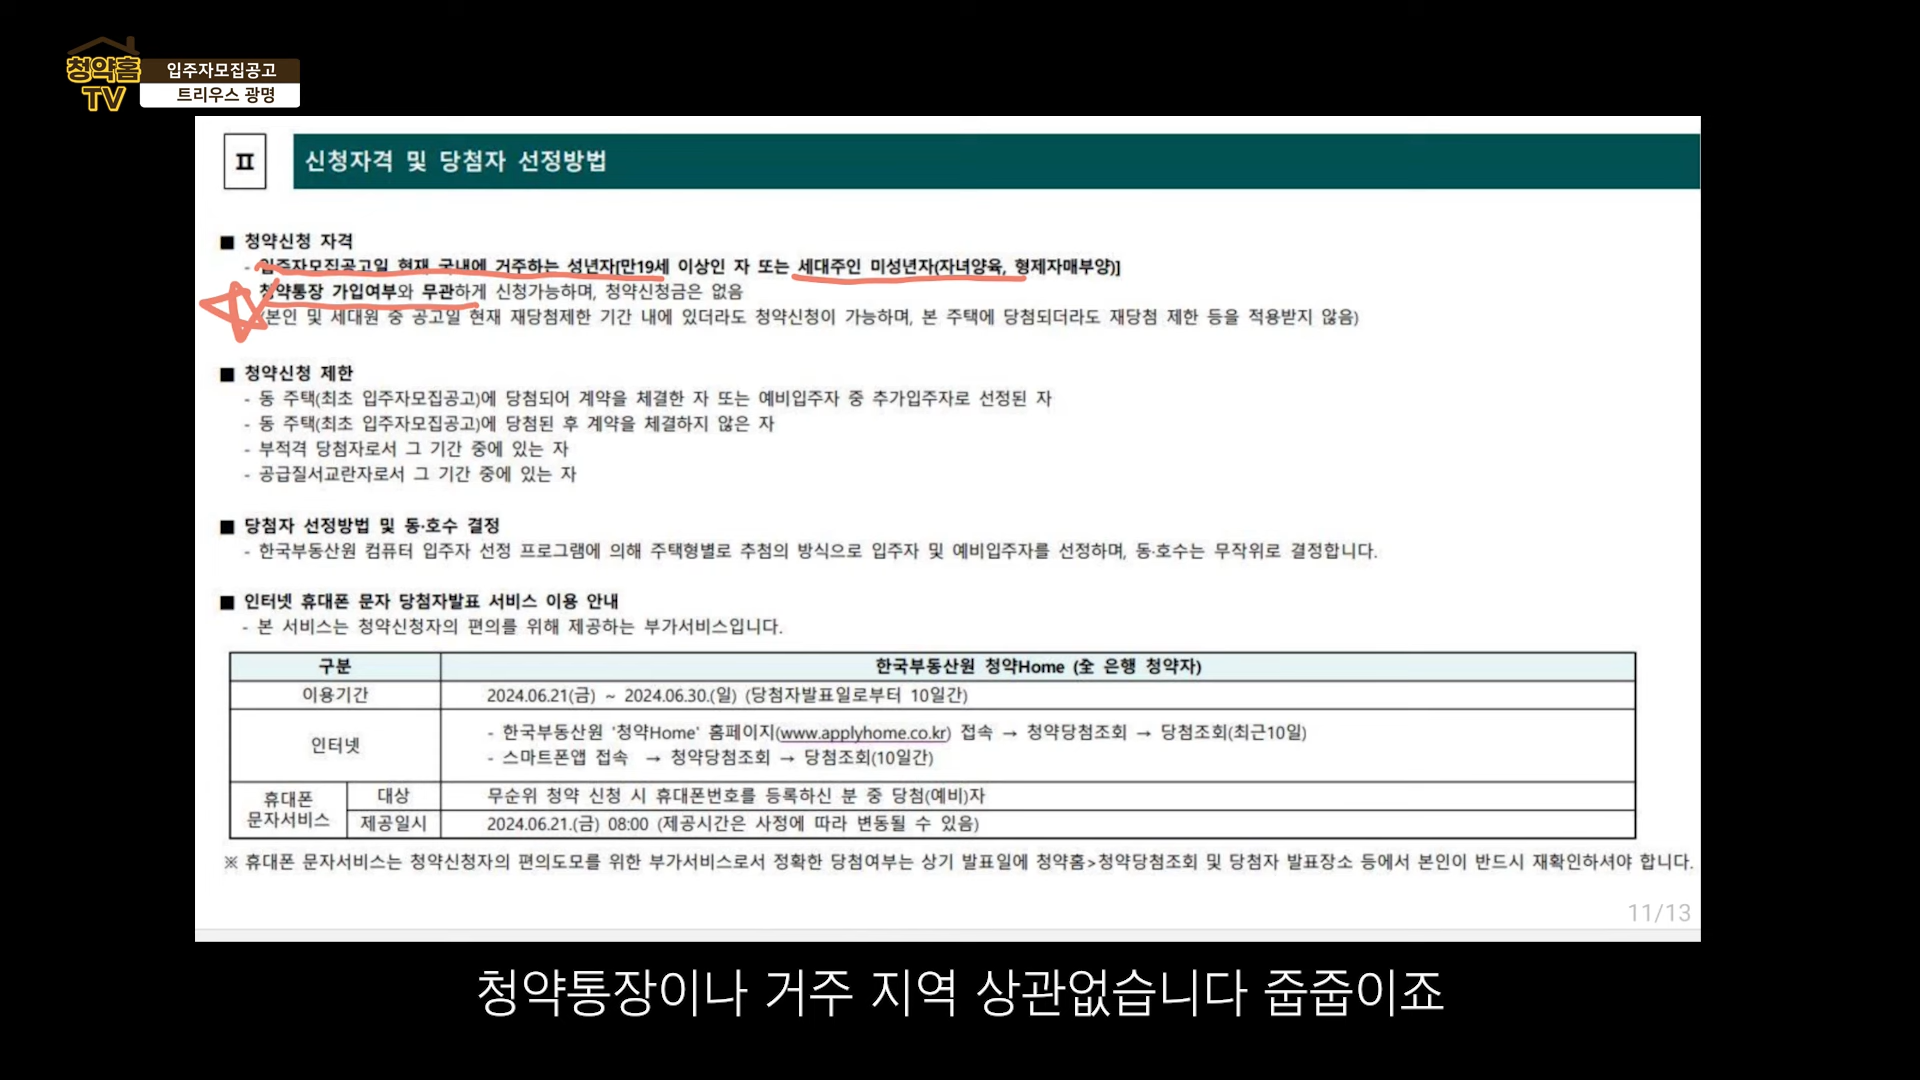 청약홈
TV
입주자모집공고
트리우스 광명
Ⅱ
신청자격 및 당첨자 선정방법
■ 청약신청 자격
- 입주자모집공고일 현재 국내에 거주하는 성년자[만19세 이상인 자 또는 세대주인 미성년자(자녀양육, 형제자매부양)]
청약통장 가입여부와 무관하게 신청가능하며, 청약신청금은 없음
(본인 및 세대원 중 공고일 현재 재당첨제한 기간 내에 있더라도 청약신청이 가능하며, 본 주택에 당첨되더라도 재당첨 제한 등을 적용받지 않음)
■ 청약신청 제한
- 동 주택(최초 입주자모집공고)에 당첨되어 계약을 체결한 자 또는 예비입주자 중 추가입주자로 선정된 자
- 동 주택(최초 입주자모집공고)에 당첨된 후 계약을 체결하지 않은 자
- 부적격 당첨자로서 그 기간 중에 있는 자
- 공급질서교란자로서 그 기간 중에 있는 자
■ 당첨자 선정방법 및 동·호수 결정
- 한국부동산원 컴퓨터 입주자 선정 프로그램에 의해 주택형별로 추첨의 방식으로 입주자 및 예비입주자를 선정하며, 동·호수는 무작위로 결정합니다.
■ 인터넷 휴대폰 문자 당첨자발표 서비스 이용 안내
- 본 서비스는 청약신청자의 편의를 위해 제공하는 부가서비스입니다.
구분 한국부동산원 청약Home (全 은행 청약자)
이용기간 2024.06.21(금) ~ 2024.06.30.(일) (당첨자발표일로부터 10일간)
인터넷
- 한국부동산원 '청약Home' 홈페이지(www.applyhome.co.kr) 접속 → 청약당첨조회 → 당첨조회(최근10일)
- 스마트폰앱 접속 → 청약당첨조회 → 당첨조회(10일간)
휴대폰
문자서비스
대상 무순위 청약 신청 시 휴대폰번호를 등록하신 분 중 당첨(예비)자
제공일시 2024.06.21.(금) 08:00 (제공시간은 사정에 따라 변동될 수 있음)
※ 휴대폰 문자서비스는 청약신청자의 편의도모를 위한 부가서비스로서 정확한 당첨여부는 상기 발표일에 청약홈>청약당첨조회 및 당첨자 발표장소 등에서 본인이 반드시 재확인하셔야 합니다.
11/13
청약통장이나 거주 지역 상관없습니다 줍줍이죠